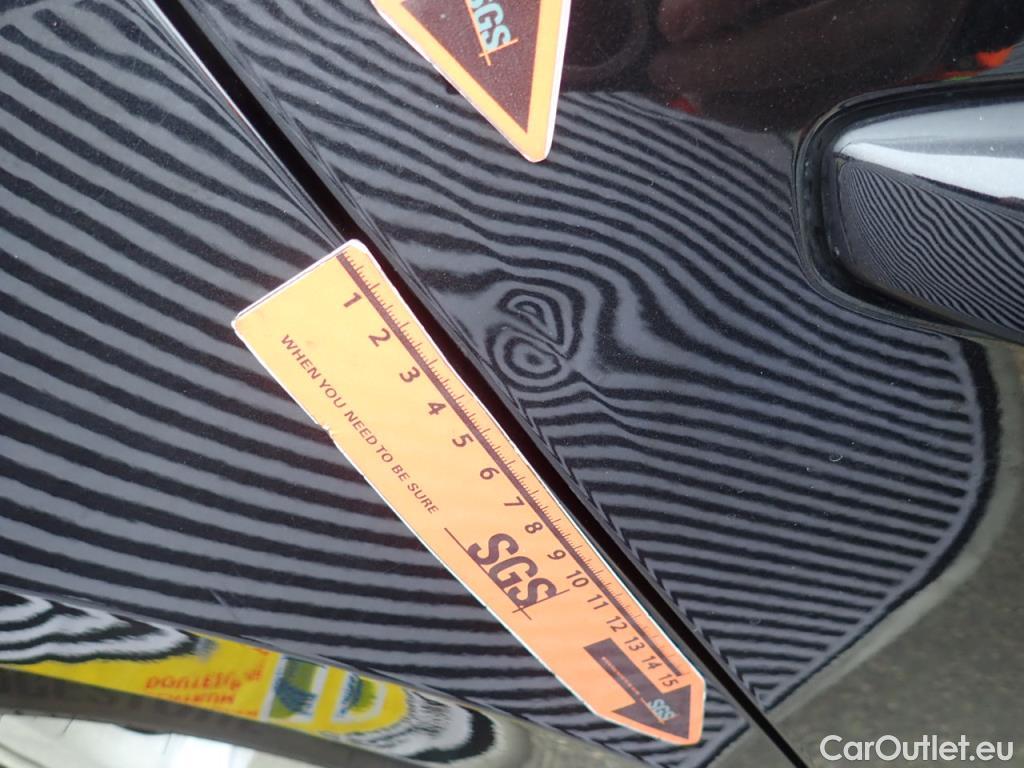 SGS
1 2 3 4 5 6 7 8 9 10 11 12 13 14 15
WHEN YOU NEED TO BE SURE
SGS
SGS
CarOutlet.eu